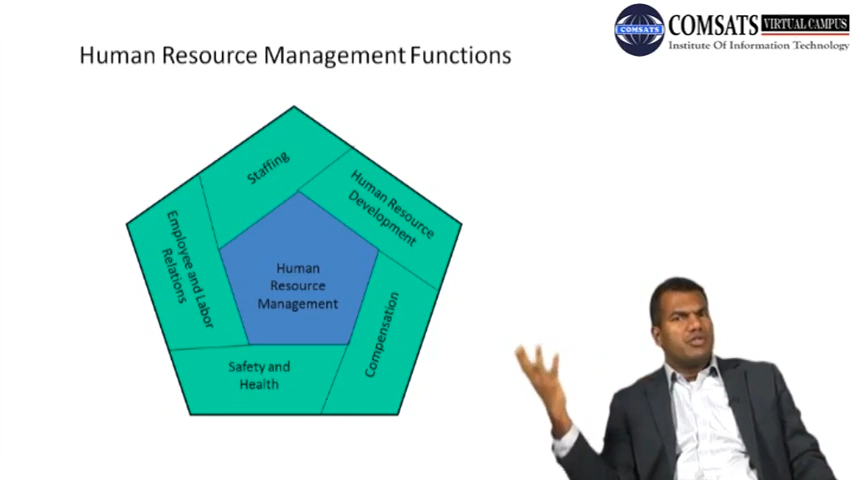 COMSATS VIRTUAL CAMPUS
COMSATS
Institute Of Information Technology
Human Resource Management Functions
Staffing
Human Resource
Development
Employee and Labor
Relations
Human
Resource
Management
Compensation
Safety and
Health